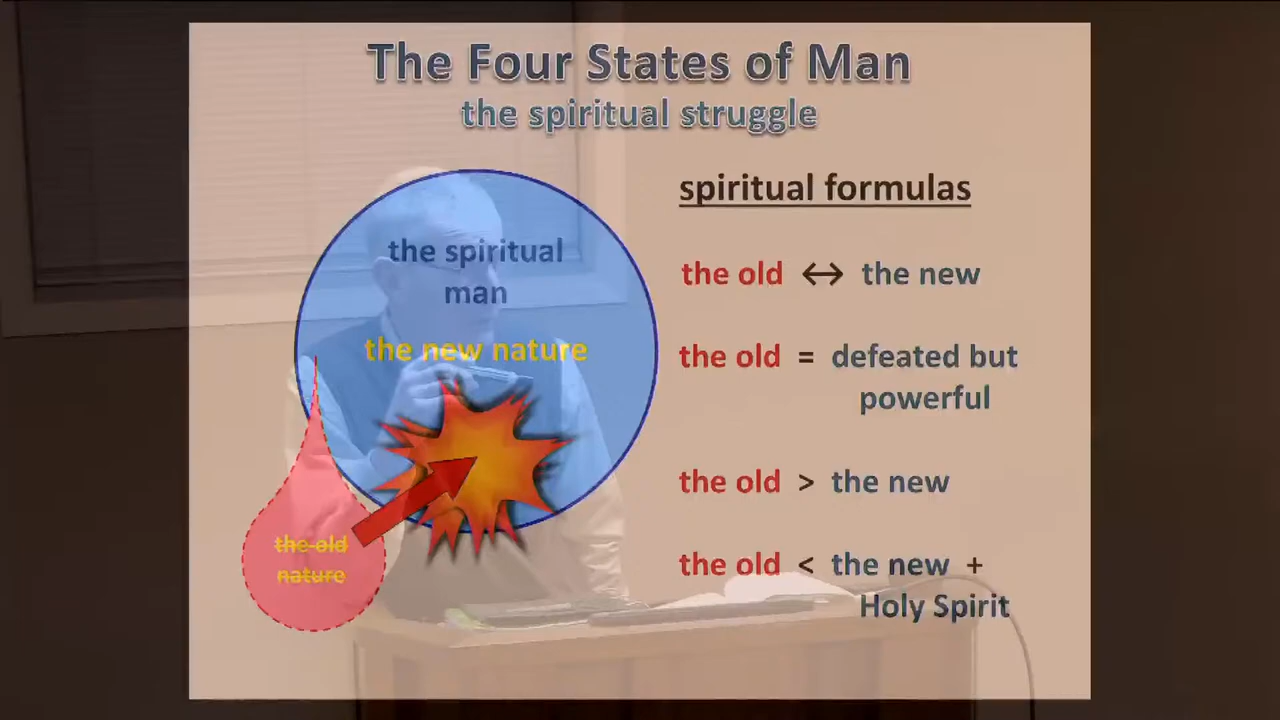 The Four States of Man
the spiritual struggle
the spiritual
man
the new nature
the old
nature
spiritual formulas
the old ↔ the new
the old = defeated but
powerful
the old > the new
the old < the new +
Holy Spirit